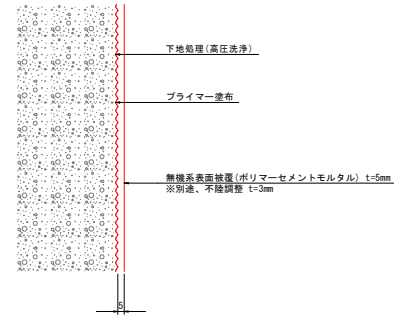 下地処理(高圧洗浄)
プライマー塗布
無機系表面被覆(ポリマーセメントモルタル) t=5mm
※別途、不陸調整 t=3mm
5